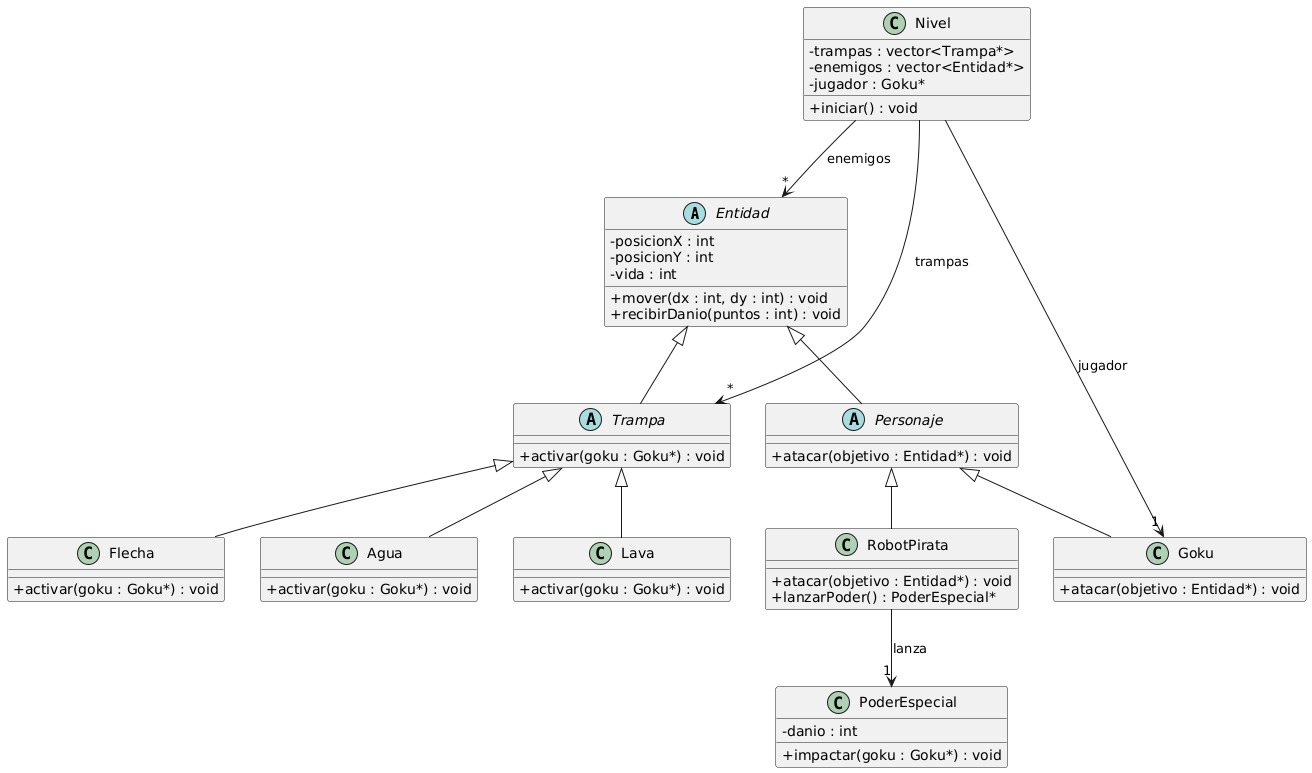 C Nivel
-trampas : vector<Trampa*>
-enemigos : vector<Entidad*>
-jugador : Goku*
+iniciar() : void
enemigos
*
A Entidad
-posicionX : int
-posicionY : int
-vida : int
+mover(dx : int, dy : int) : void
+recibirDanio(puntos : int) : void
trampas
*
jugador
1
A Trampa
+activar(goku : Goku*) : void
A Personaje
+atacar(objetivo : Entidad*) : void
C Flecha
+activar(goku : Goku*) : void
C Agua
+activar(goku : Goku*) : void
C Lava
+activar(goku : Goku*) : void
C RobotPirata
+atacar(objetivo : Entidad*) : void
+lanzarPoder() : PoderEspecial*
C Goku
+atacar(objetivo : Entidad*) : void
lanza
1
C PoderEspecial
-danio : int
+impactar(goku : Goku*) : void